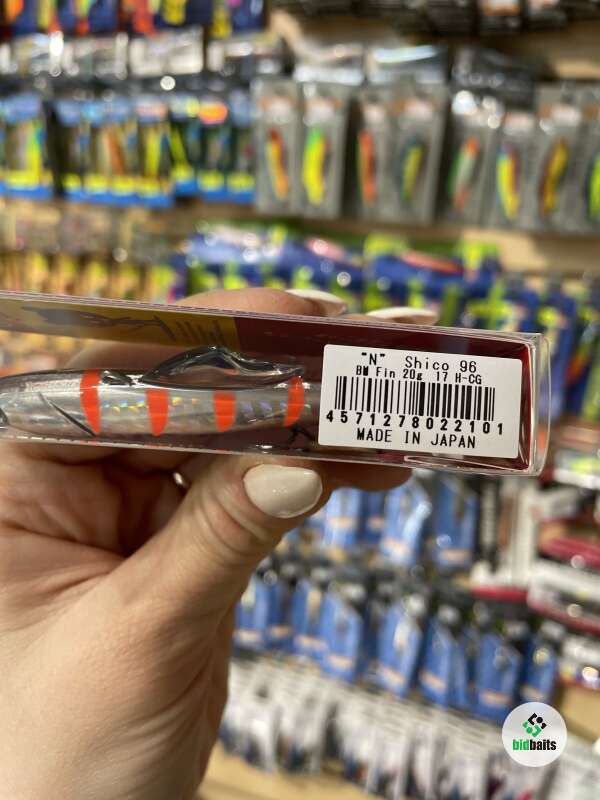 "N" Shico 96
BM Fin 20g 17 H-CG
4571278022101
MADE IN JAPAN
bidbaits